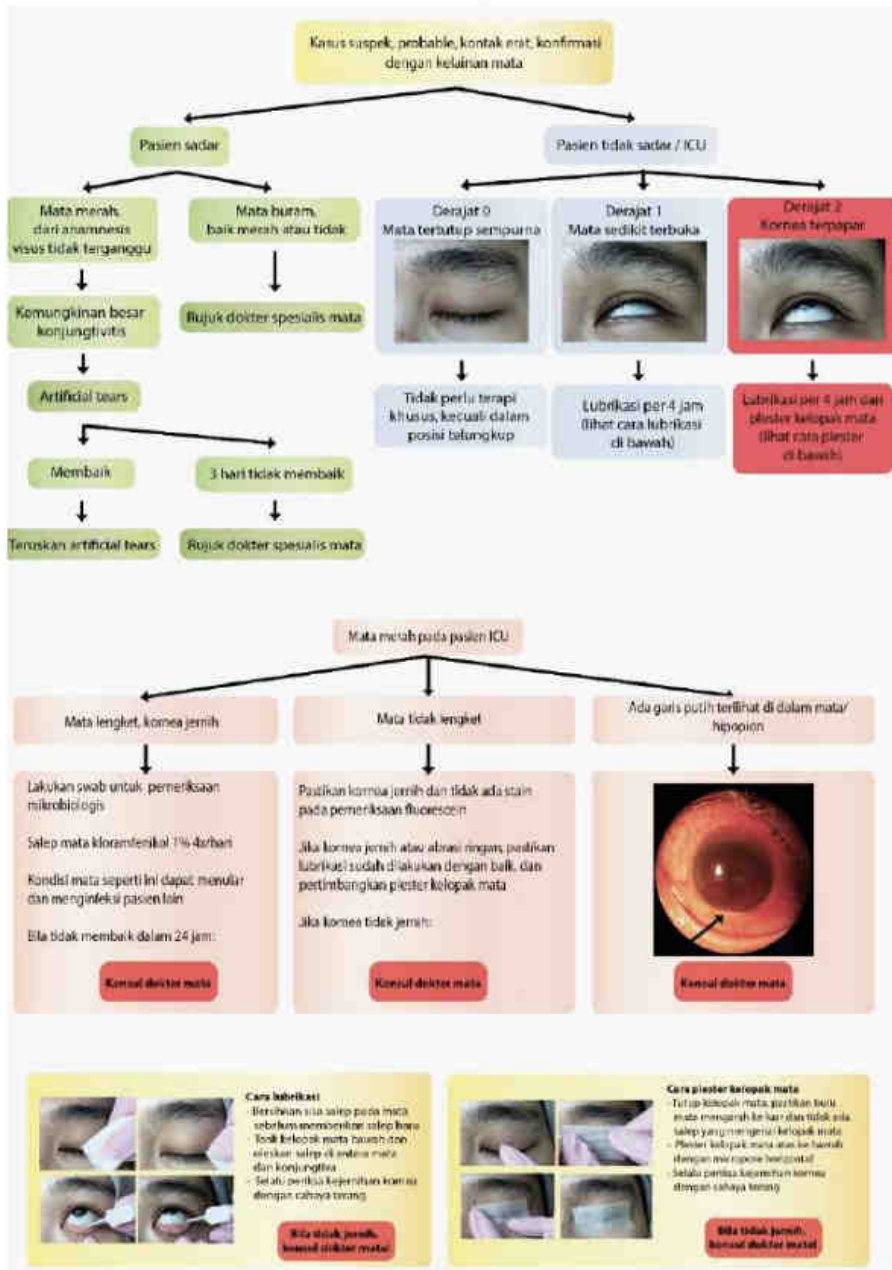 Kasus suspek, probable, kontak erat, konfirmasi
dengan kelainan mata
Pasien sadar
Pasien tidak sadar / ICU
Mata merah,
dari anamnesis
visus tidak terganggu
Mata buram,
baik merah atau tidak
Derajat 0
Mata tertutup sempurna
Derajat 1
Mata sedikit terbuka
Derajat 2
Kornea terpapar
Kemungkinan besar
konjungtivitis
Rujuk dokter spesialis mata
Artificial tears
Tidak perlu terapi
khusus, kecuali dalam
posisi telungkup
Lubrikasi per 4 jam
(lihat cara lubrikasi
di bawah)
Lubrikasi per 4 jam dan
plester kelopak mata
(lihat cara plester
di bawah)
Membaik
3 hari tidak membaik
Teruskan artificial tears
Rujuk dokter spesialis mata
Mata merah pada pasien ICU
Mata lengket, kornea jernih
Mata tidak lengket
Ada garis putih terlihat di dalam mata/
hipopion
Lakukan swab untuk pemeriksaan
mikrobiologis
Salep mata kloramfenikol 1% 4x/hari
Kondisi mata seperti ini dapat menular
dan menginfeksi pasien lain
Bila tidak membaik dalam 24 jam:
Konsul dokter mata
Pastikan kornea jernih dan tidak ada stain
pada pemeriksaan fluorescein
Jika kornea jernih atau abrasi ringan, pastikan
lubrikasi sudah dilakukan dengan baik, dan
pertimbangkan plester kelopak mata
Jika kornea tidak jernih:
Konsul dokter mata
Konsul dokter mata
Cara lubrikasi
- Bersihkan sisa salep pada mata
sebelum memberikan salep baru
- Tarik kelopak mata bawah dan
oleskan salep di antara mata
dan konjungtiva
- Selalu periksa kejernihan kornea
dengan cahaya terang
Bila tidak jernih,
konsul dokter mata!
Cara plester kelopak mata
- Tutup kelopak mata, pastikan bulu
mata mengarah ke luar dan tidak ada
salep yang mengenai kelopak mata
- Plester kelopak mata atas ke bawah
dengan micropore horizontal
- Selalu periksa kejernihan kornea
dengan cahaya terang
Bila tidak jernih,
konsul dokter mata!